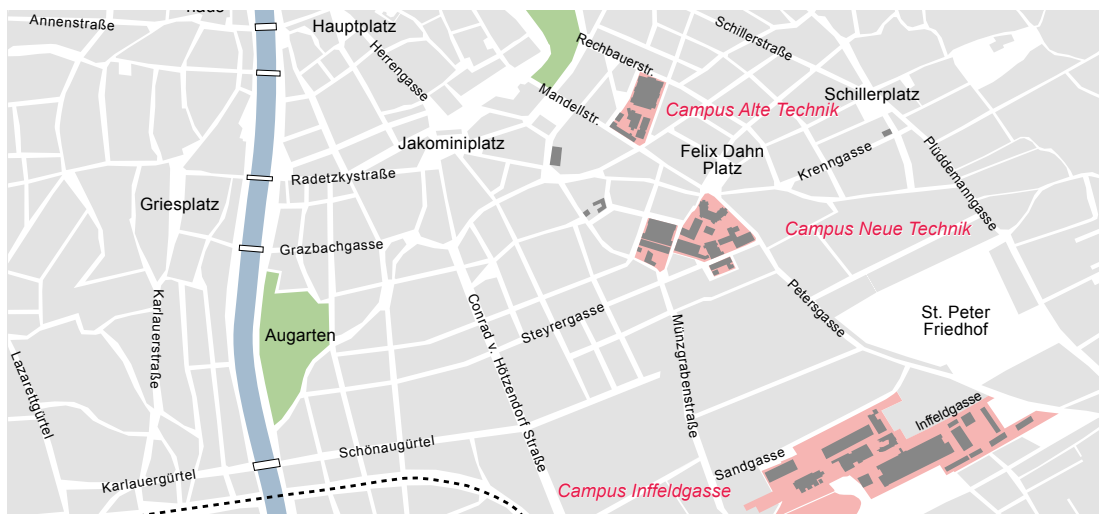 haus
Annenstraße
Hauptplatz
Herrengasse
Rechbauerstr.
Schillerstraße
Mandellstr.
Campus Alte Technik
Schillerplatz
Jakominiplatz
Felix Dahn
Platz
Krenngasse
Plüddemanngasse
Radetzkystraße
Griesplatz
Campus Neue Technik
Grazbachgasse
Karlauerstraße
Conrad v. Hötzendorf Straße
Steyrergasse
Münzgrabenstraße
Petersgasse
St. Peter
Friedhof
Augarten
Lazarettgürtel
Inffeldgasse
Schönaugürtel
Sandgasse
Karlauergürtel
Campus Inffeldgasse